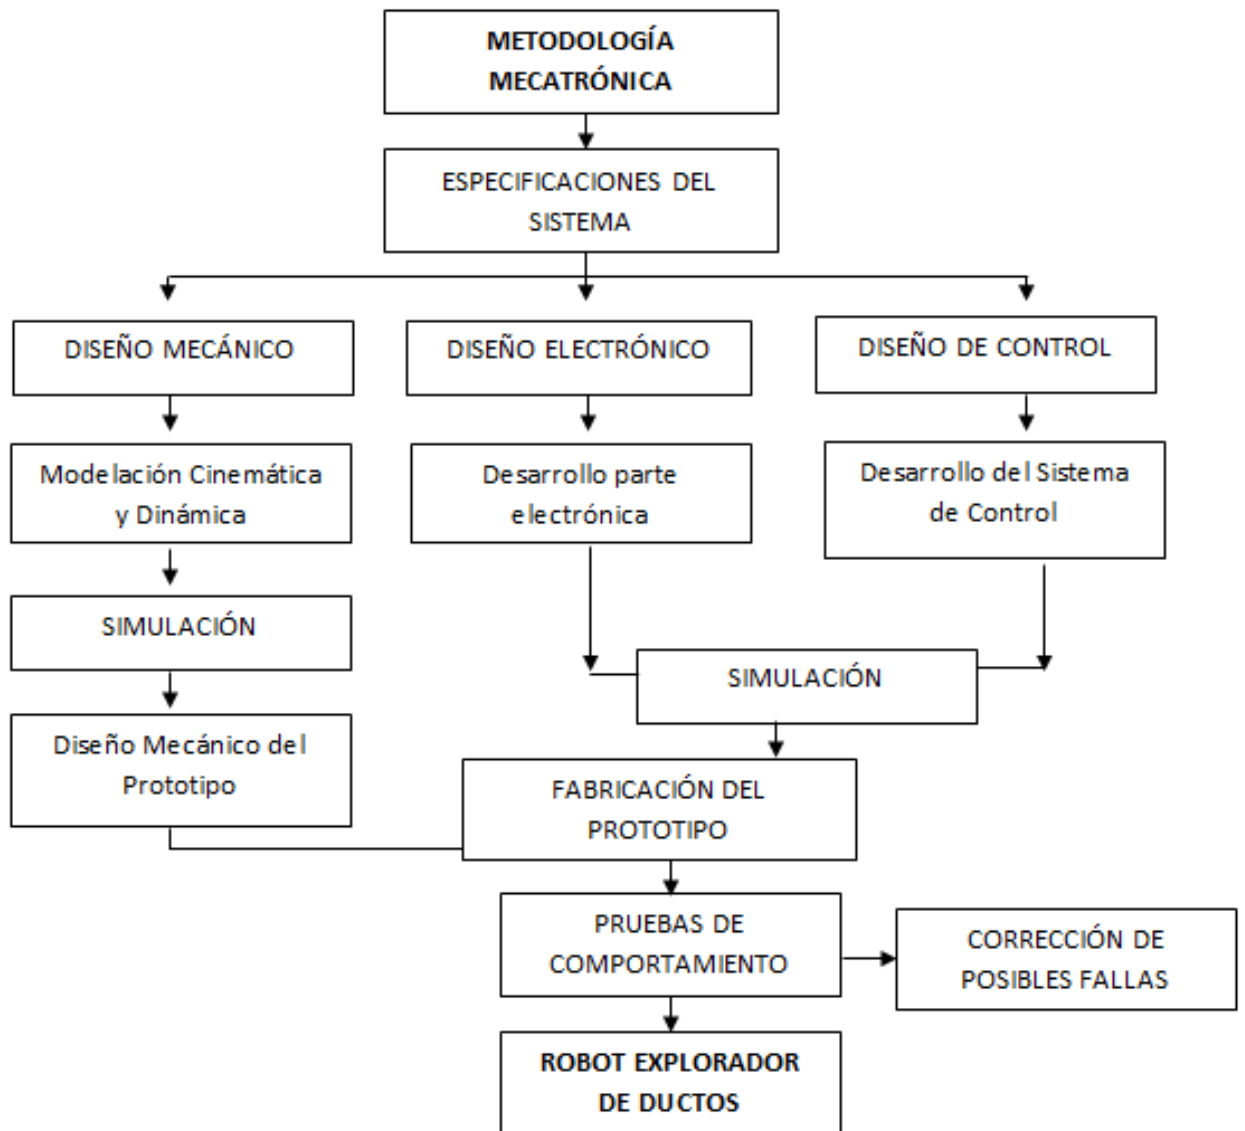 METODOLOGÍA
MECATRÓNICA
ESPECIFICACIONES DEL
SISTEMA
DISEÑO MECÁNICO
DISEÑO ELECTRÓNICO
DISEÑO DE CONTROL
Modelación Cinemática
y Dinámica
Desarrollo parte
electrónica
Desarrollo del Sistema
de Control
SIMULACIÓN
SIMULACIÓN
Diseño Mecánico del
Prototipo
FABRICACIÓN DEL
PROTOTIPO
PRUEBAS DE
COMPORTAMIENTO
CORRECCIÓN DE
POSIBLES FALLAS
ROBOT EXPLORADOR
DE DUCTOS